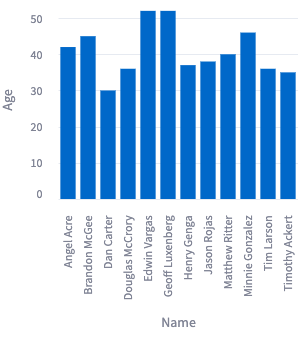 50
40
30
20
10
0
Age
Angel Acre
Brandon McGee
Dan Carter
Douglas McCrory
Edwin Vargas
Geoff Luxenberg
Henry Genga
Jason Rojas
Matthew Ritter
Minnie Gonzalez
Tim Larson
Timothy Ackert
Name